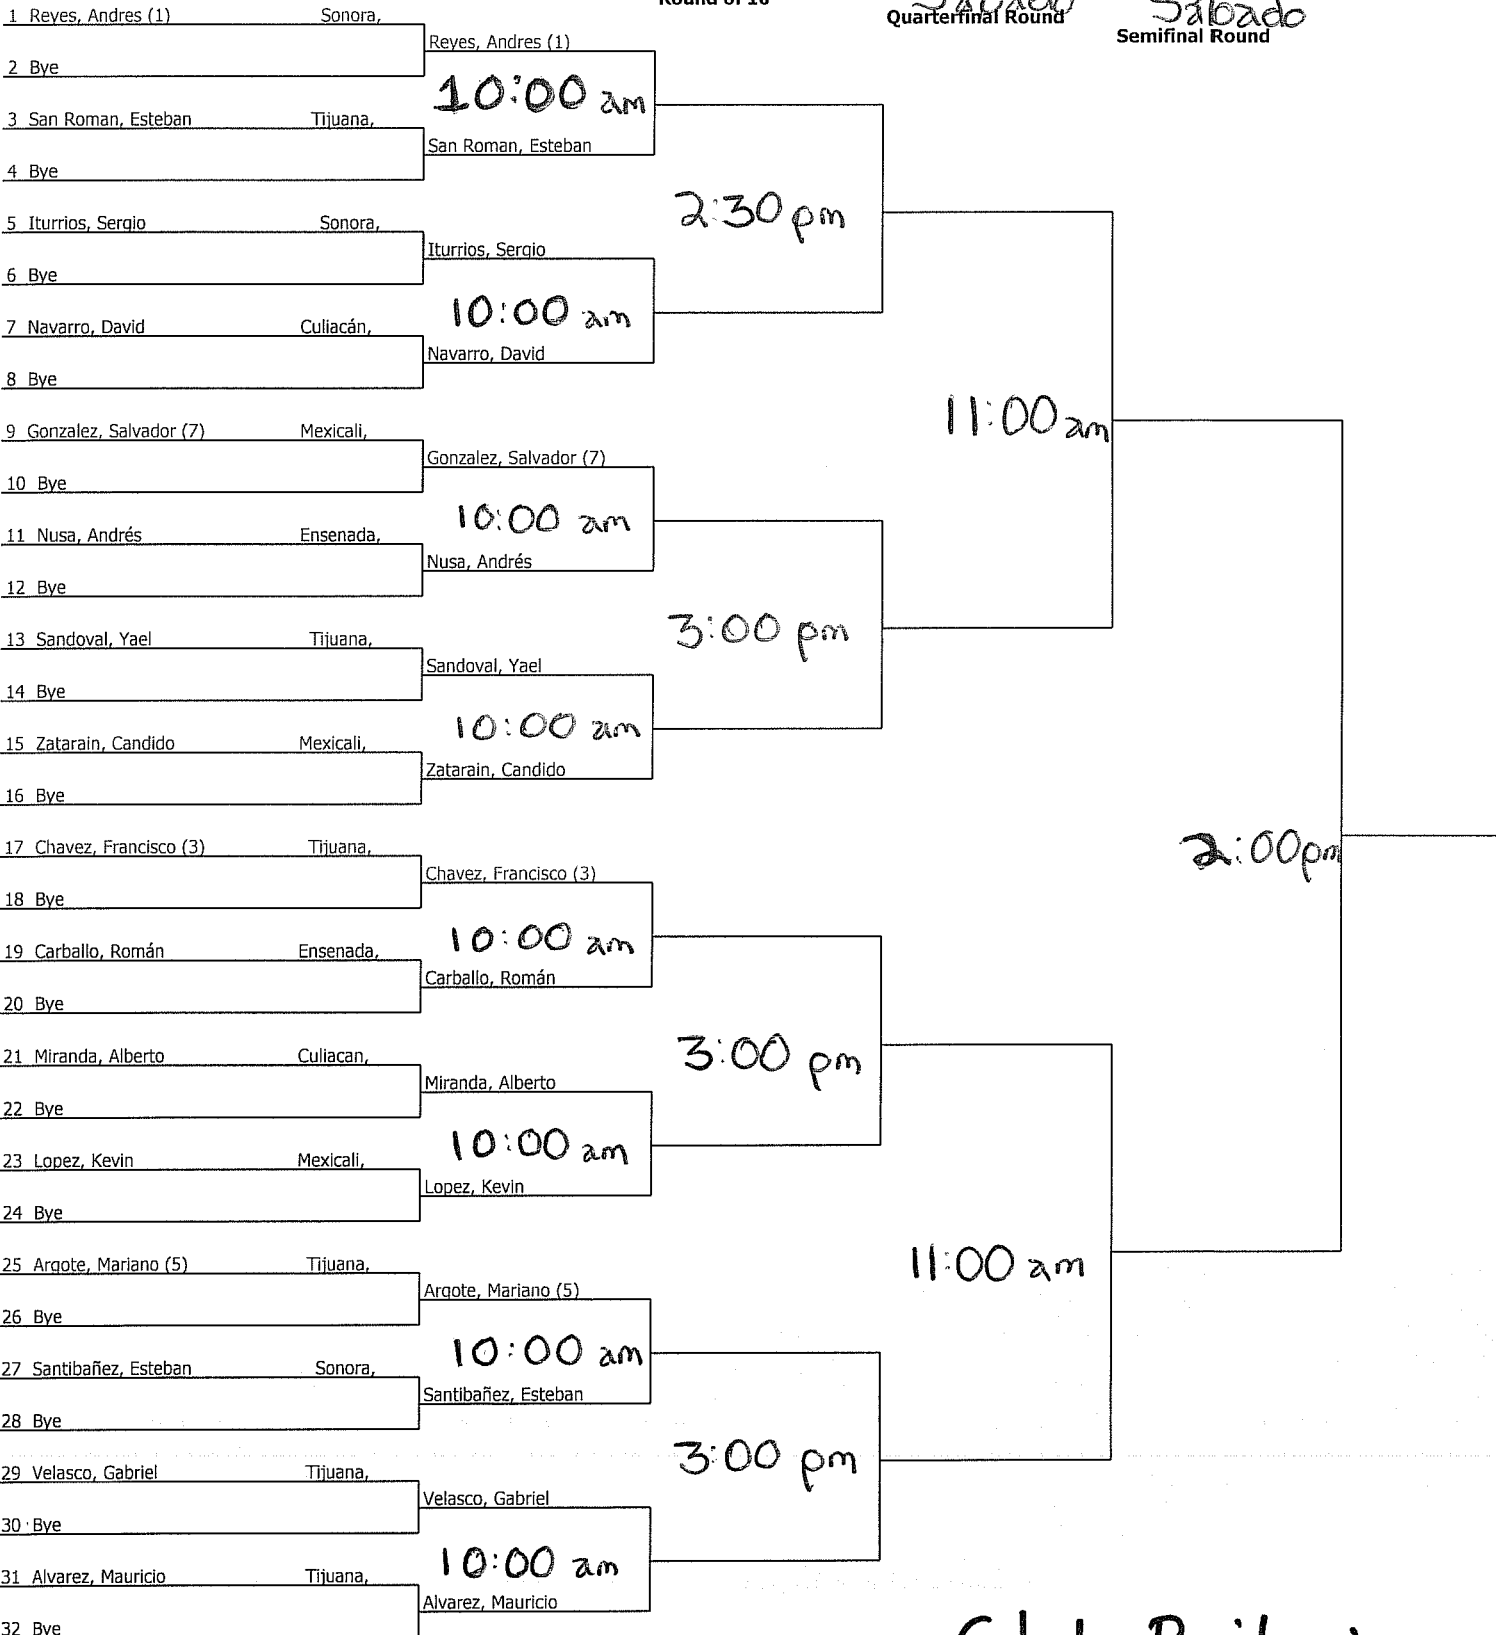 Round of 16
Sábado
Sábado
Quarterfinal Round
Semifinal Round
1 Reyes, Andres (1) Sonora,
Reyes, Andres (1)
2 Bye
10:00 am
3 San Roman, Esteban Tijuana,
San Roman, Esteban
4 Bye
2:30 pm
5 Iturrios, Sergio Sonora,
Iturrios, Sergio
6 Bye
10:00 am
7 Navarro, David Culiacán,
Navarro, David
8 Bye
11:00 am
9 Gonzalez, Salvador (7) Mexicali,
Gonzalez, Salvador (7)
10 Bye
10:00 am
11 Nusa, Andrés Ensenada,
Nusa, Andrés
12 Bye
3:00 pm
13 Sandoval, Yael Tijuana,
Sandoval, Yael
14 Bye
10:00 am
15 Zatarain, Candido Mexicali,
Zatarain, Candido
16 Bye
2:00pm
17 Chavez, Francisco (3) Tijuana,
Chavez, Francisco (3)
18 Bye
10:00 am
19 Carballo, Román Ensenada,
Carballo, Román
20 Bye
3:00 pm
21 Miranda, Alberto Culiacan,
Miranda, Alberto
22 Bye
10:00 am
23 Lopez, Kevin Mexicali,
Lopez, Kevin
24 Bye
11:00 am
25 Argote, Mariano (5) Tijuana,
Argote, Mariano (5)
26 Bye
10:00 am
27 Santibañez, Esteban Sonora,
Santibañez, Esteban
28 Bye
3:00 pm
29 Velasco, Gabriel Tijuana,
Velasco, Gabriel
30 Bye
10:00 am
31 Alvarez, Mauricio Tijuana,
Alvarez, Mauricio
32 Bye